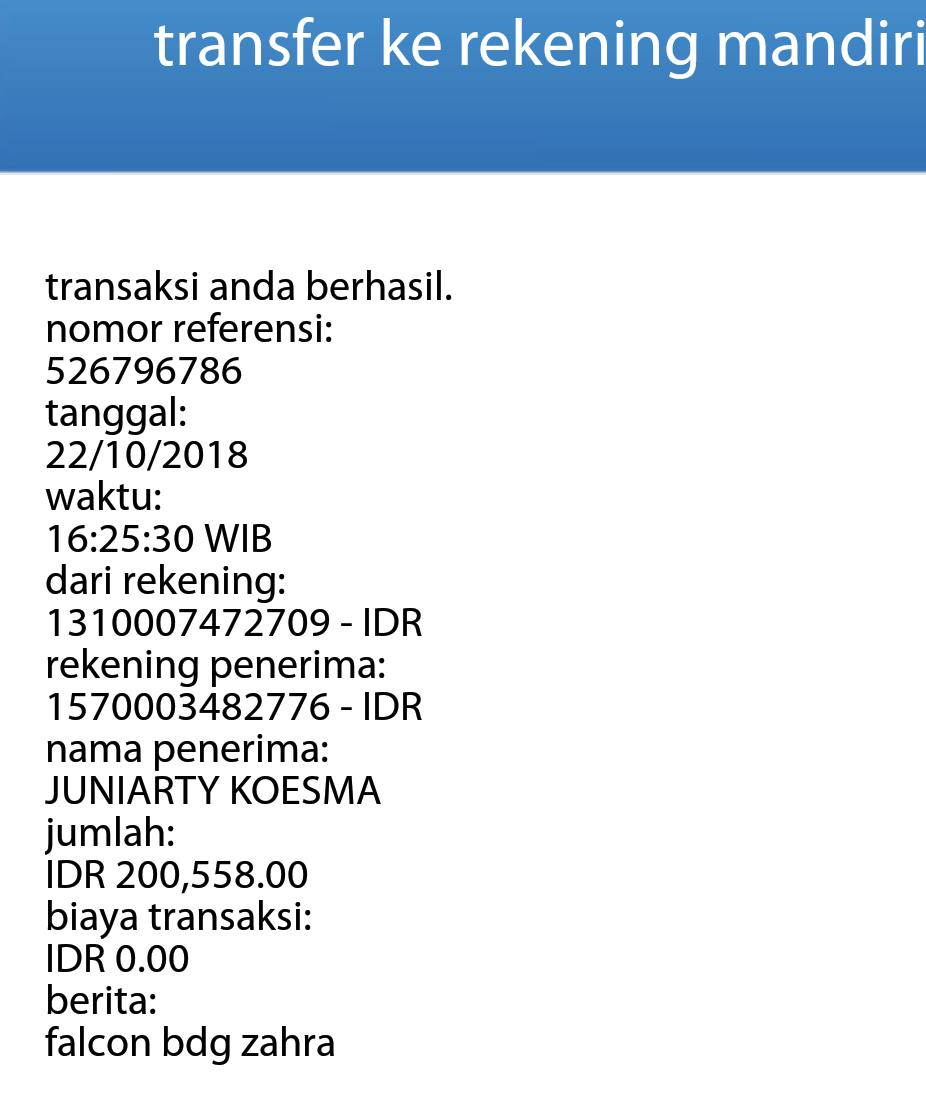 transfer ke rekening mandiri
transaksi anda berhasil.
nomor referensi:
526796786
tanggal:
22/10/2018
waktu:
16:25:30 WIB
dari rekening:
1310007472709 - IDR
rekening penerima:
1570003482776 - IDR
nama penerima:
JUNIARTY KOESMA
jumlah:
IDR 200,558.00
biaya transaksi:
IDR 0.00
berita:
falcon bdg zahra